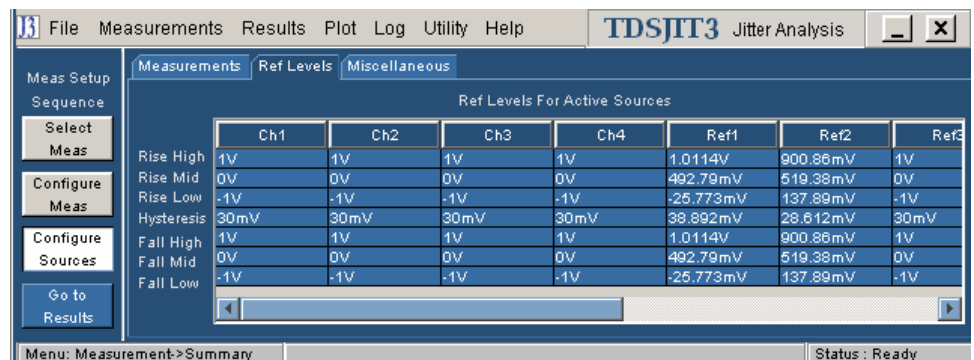 J3 File Measurements Results Plot Log Utility Help TDSJIT3 Jitter Analysis
Meas Setup
Sequence
Select
Meas
Configure
Meas
Configure
Sources
Go to
Results
Measurements Ref Levels Miscellaneous
Ref Levels For Active Sources
Ch1 Ch2 Ch3 Ch4 Ref1 Ref2 Ref3
Rise High 1V 1V 1V 1V 1.0114V 900.86mV 1V
Rise Mid 0V 0V 0V 0V 492.79mV 519.38mV 0V
Rise Low -1V -1V -1V -1V -25.773mV 137.89mV -1V
Hysteresis 30mV 30mV 30mV 30mV 38.892mV 28.612mV 30mV
Fall High 1V 1V 1V 1V 1.0114V 900.86mV 1V
Fall Mid 0V 0V 0V 0V 492.79mV 519.38mV 0V
Fall Low -1V -1V -1V -1V -25.773mV 137.89mV -1V
Menu: Measurement->Summary Status : Ready